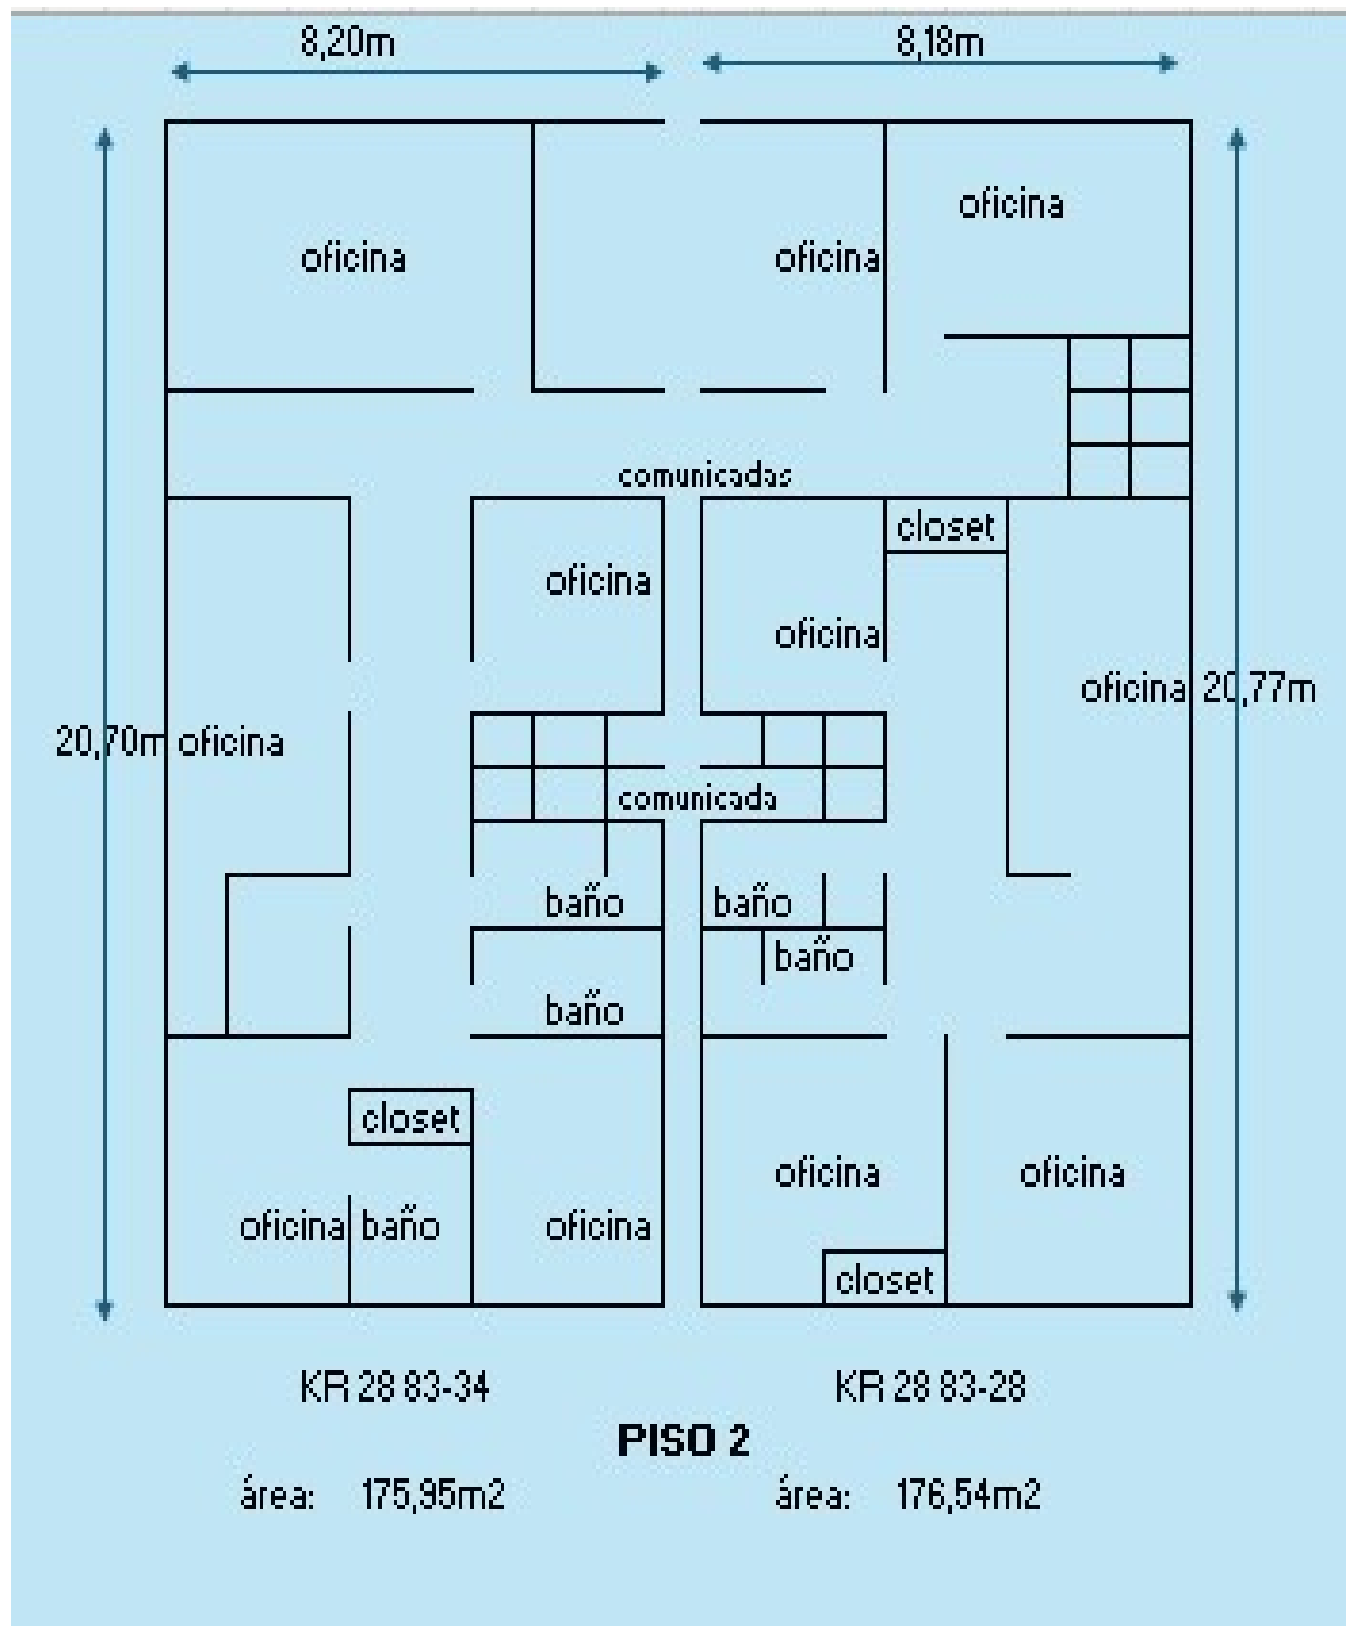 8,20m 8,18m
oficina
oficina oficina
comunicadas
closet
oficina
oficina
oficina 20,77m
20,70m oficina
comunicada
baño baño
baño
baño
closet
oficina oficina
oficina baño oficina
closet
KR 28 83-34 KR 28 83-28
PISO 2
área: 175,95m2 área: 176,54m2